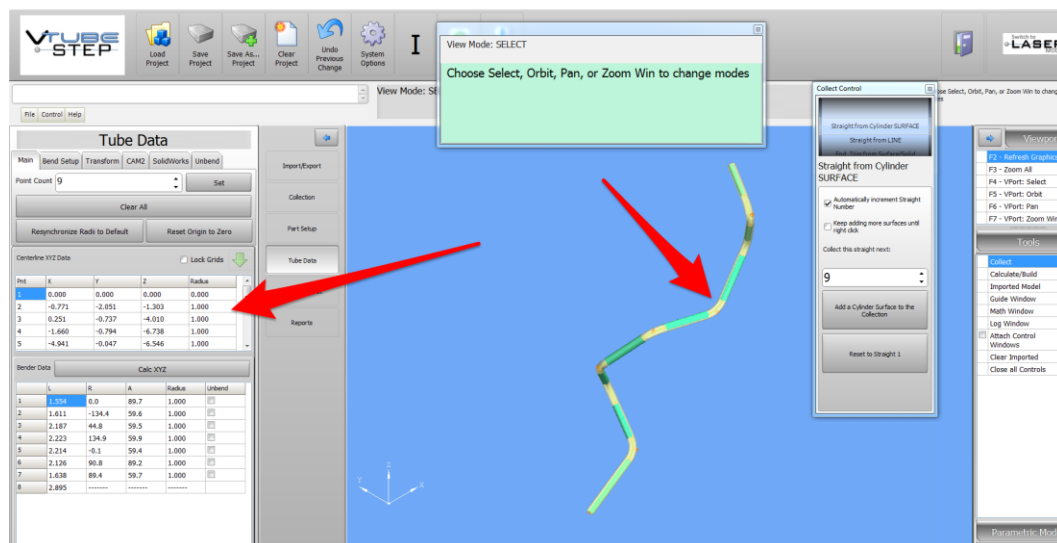 VTUBE
STEP
Load
Project
Save
Project
Save As...
Project
Clear
Project
Undo
Previous
Change
System
Options
I
Switch to
LASER
View Mode: SELECT
Choose Select, Orbit, Pan, or Zoom Win to change modes
File Control Help
Tube Data
Main Bend Setup Transform CAM2 SolidWorks Unbend
Point Count 9 Set
Clear All
Resynchronize Radii to Default Reset Origin to Zero
Centerline XYZ Data Lock Grids
Pnt X Y Z Radius
1 0.000 0.000 0.000 0.000
2 -0.771 -2.051 -1.303 1.000
3 0.251 -0.737 -4.010 1.000
4 -1.660 -0.794 -6.738 1.000
5 -4.941 -0.047 -6.546 1.000
Bender Data Calc XYZ
L R A Radius Unbend
1 1.554 0.0 89.7 1.000
2 1.611 -134.4 59.6 1.000
3 2.187 44.8 59.5 1.000
4 2.223 134.9 59.9 1.000
5 2.214 -0.1 59.4 1.000
6 2.126 90.8 89.2 1.000
7 1.638 89.4 59.7 1.000
8 2.895 ------- ------- -------
Import/Export
Collection
Part Setup
Tube Data
Reports
Z
Y X
Collect Control
Straight from Cylinder SURFACE
Straight from LINE
Straight from Cylinder
SURFACE
Automatically increment Straight
Number
Keep adding more surfaces until
right click
Collect this straight next:
9
Add a Cylinder Surface to the
Collection
Reset to Straight 1
Viewport
F2 - Refresh Graphics
F3 - Zoom All
F4 - VPort: Select
F5 - VPort: Orbit
F6 - VPort: Pan
F7 - VPort: Zoom Win
Tools
Collect
Calculate/Build
Imported Model
Guide Window
Math Window
Log Window
Attach Control
Windows
Clear Imported
Close all Controls
Parametric Mod